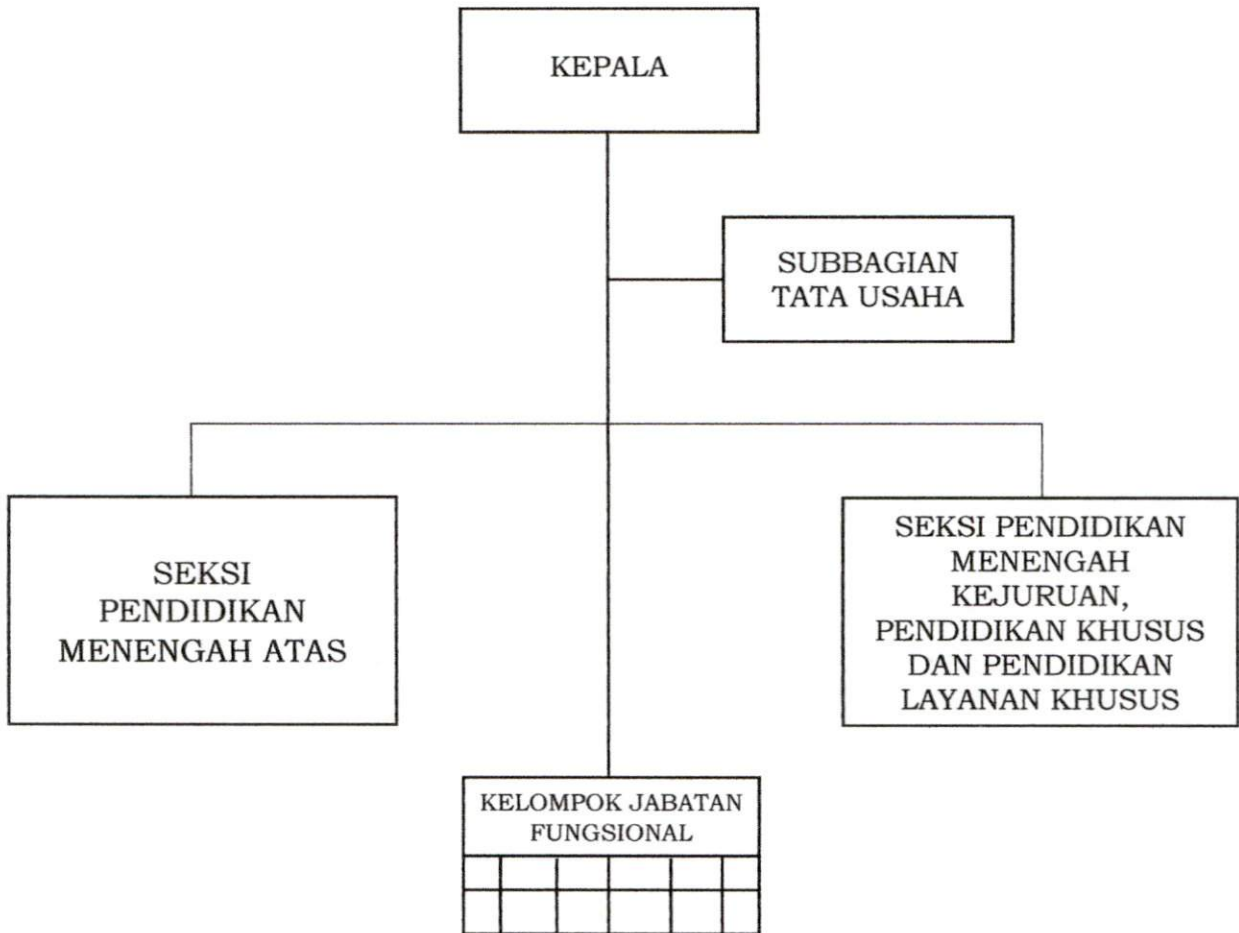 KEPALA
SUBBAGIAN
TATA USAHA
SEKSI
PENDIDIKAN
MENENGAH ATAS
SEKSI PENDIDIKAN
MENENGAH
KEJURUAN,
PENDIDIKAN KHUSUS
DAN PENDIDIKAN
LAYANAN KHUSUS
KELOMPOK JABATAN
FUNGSIONAL